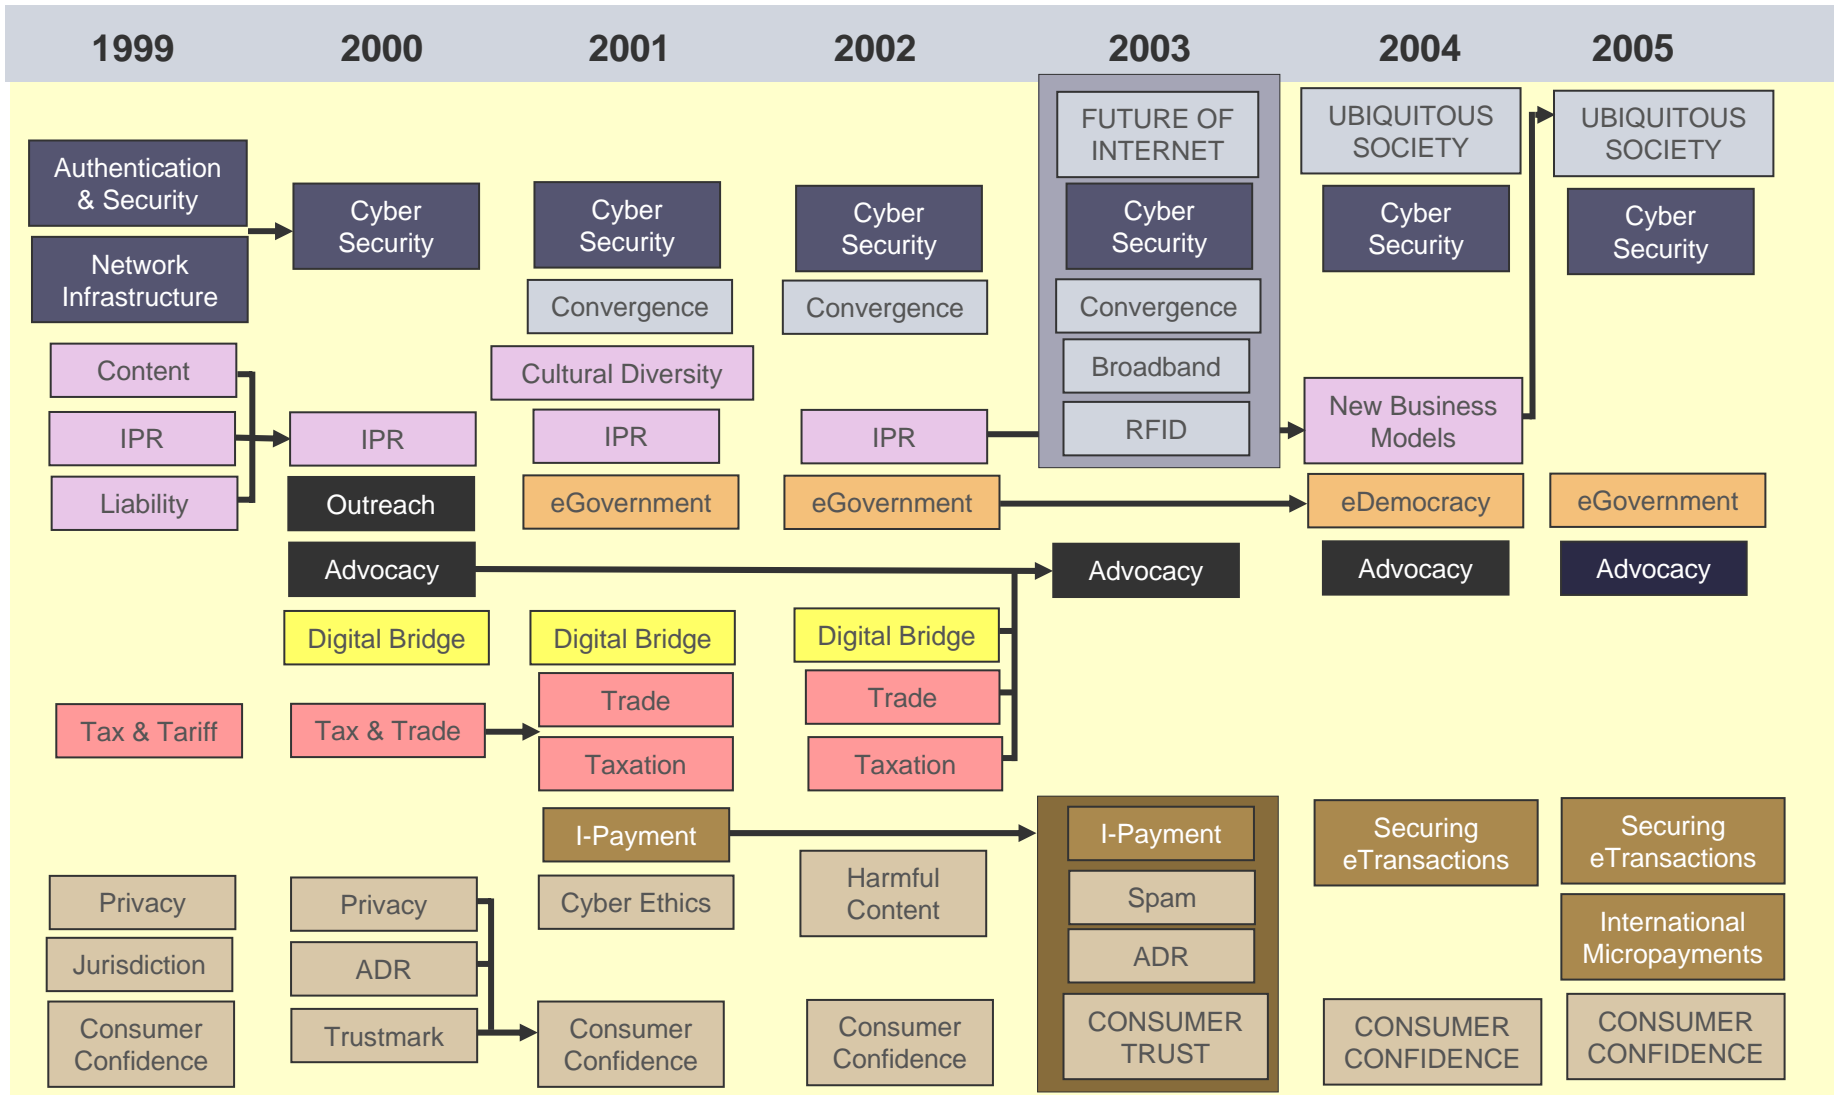 1999
2000
2001
2002
2003
2004
2005
Authentication
& Security
Network
Infrastructure
Content
IPR
Liability
Tax & Tariff
Privacy
Jurisdiction
Consumer
Confidence
Cyber
Security
IPR
Outreach
Advocacy
Digital Bridge
Tax & Trade
Privacy
ADR
Trustmark
Cyber
Security
Convergence
Cultural Diversity
IPR
eGovernment
Digital Bridge
Trade
Taxation
I-Payment
Cyber Ethics
Consumer
Confidence
Cyber
Security
Convergence
IPR
eGovernment
Digital Bridge
Trade
Taxation
Harmful
Content
Consumer
Confidence
FUTURE OF
INTERNET
Cyber
Security
Convergence
Broadband
RFID
Advocacy
I-Payment
Spam
ADR
CONSUMER
TRUST
UBIQUITOUS
SOCIETY
Cyber
Security
New Business
Models
eDemocracy
Advocacy
Securing
eTransactions
CONSUMER
CONFIDENCE
UBIQUITOUS
SOCIETY
Cyber
Security
eGovernment
Advocacy
Securing
eTransactions
International
Micropayments
CONSUMER
CONFIDENCE